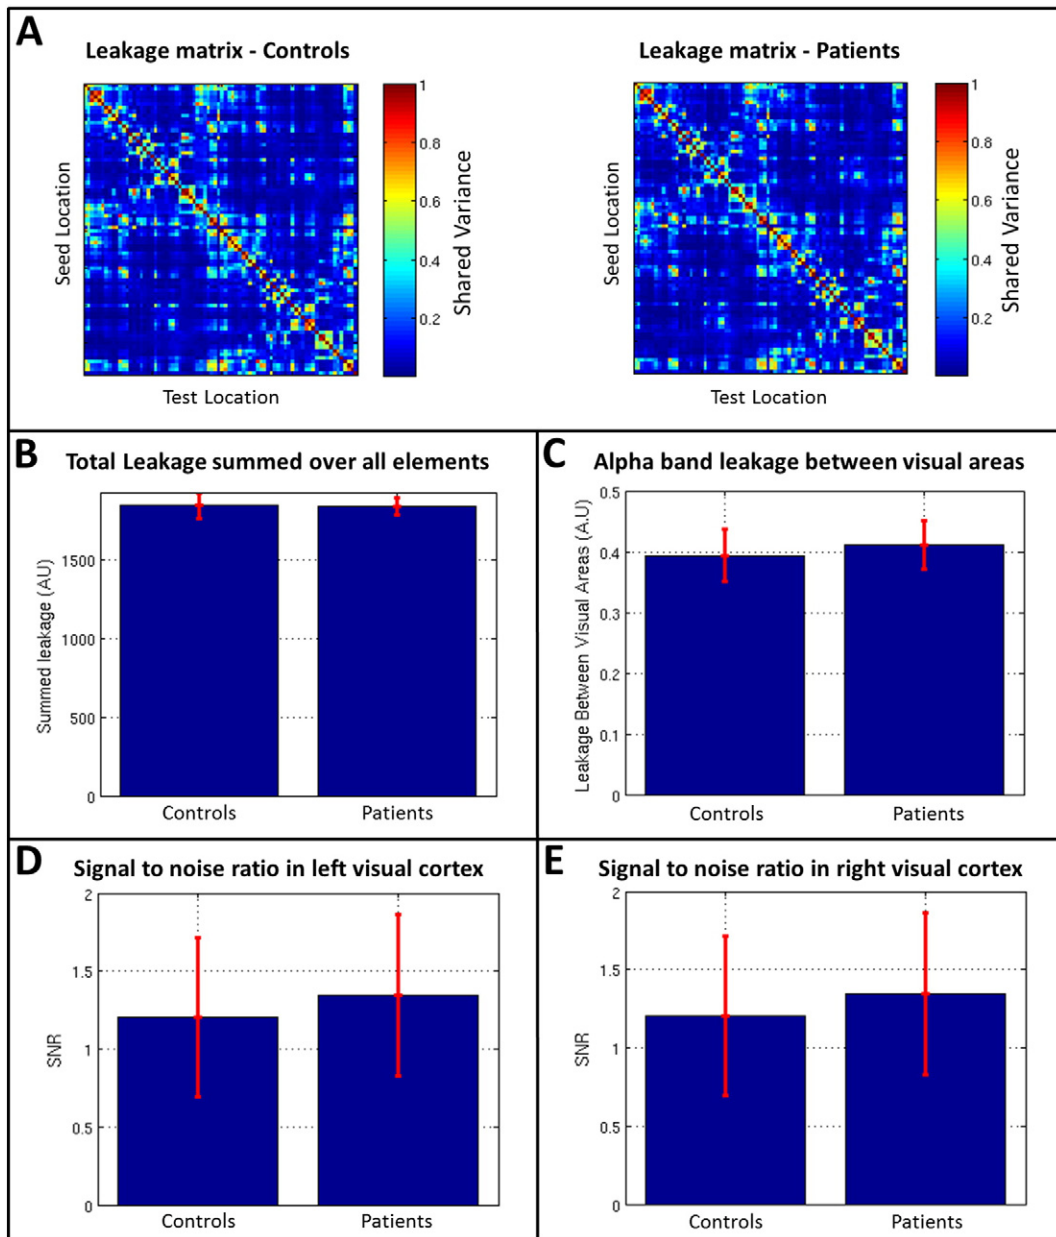 A
Leakage matrix - Controls
Seed Location
Test Location
1
0.8
0.6
0.4
0.2
Shared Variance
Leakage matrix - Patients
Seed Location
Test Location
1
0.8
0.6
0.4
0.2
Shared Variance
B
Total Leakage summed over all elements
Summed leakage (AU)
1500
1000
500
0
Controls
Patients
C
Alpha band leakage between visual areas
Leakage Between Visual Areas (A.U)
0.5
0.4
0.3
0.2
0.1
0
Controls
Patients
D
Signal to noise ratio in left visual cortex
SNR
2
1.5
1
0.5
0
Controls
Patients
E
Signal to noise ratio in right visual cortex
SNR
2
1.5
1
0.5
0
Controls
Patients